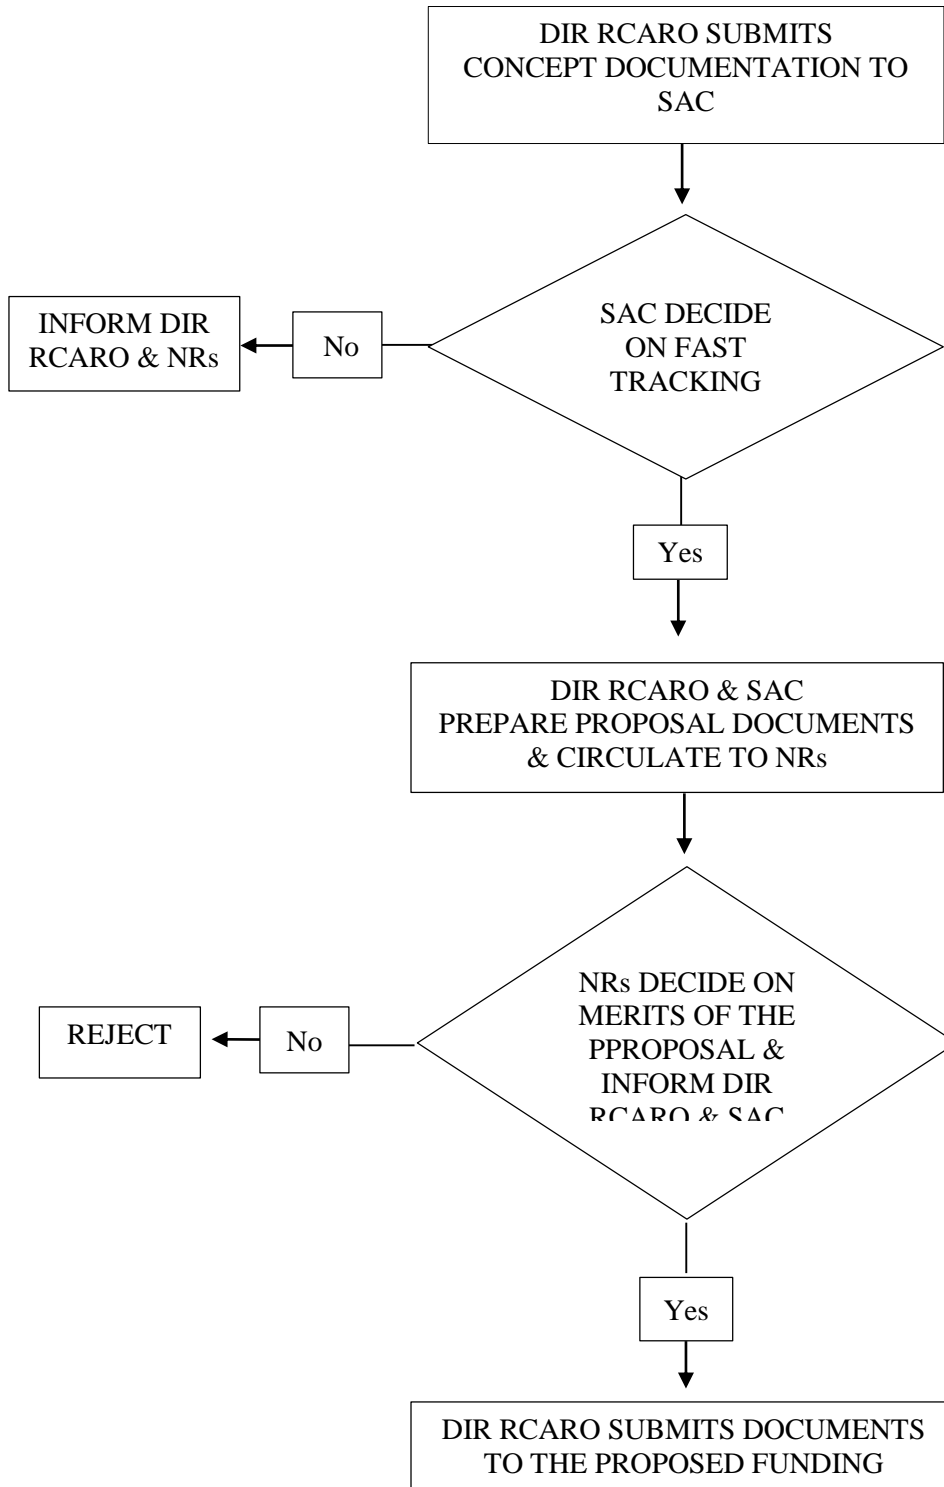 DIR RCARO SUBMITS
CONCEPT DOCUMENTATION TO
SAC
SAC DECIDE
ON FAST
TRACKING
No
INFORM DIR
RCARO & NRs
Yes
DIR RCARO & SAC
PREPARE PROPOSAL DOCUMENTS
& CIRCULATE TO NRs
NRs DECIDE ON
MERITS OF THE
PPROPOSAL &
INFORM DIR
RCARO & SAC
No
REJECT
Yes
DIR RCARO SUBMITS DOCUMENTS
TO THE PROPOSED FUNDING